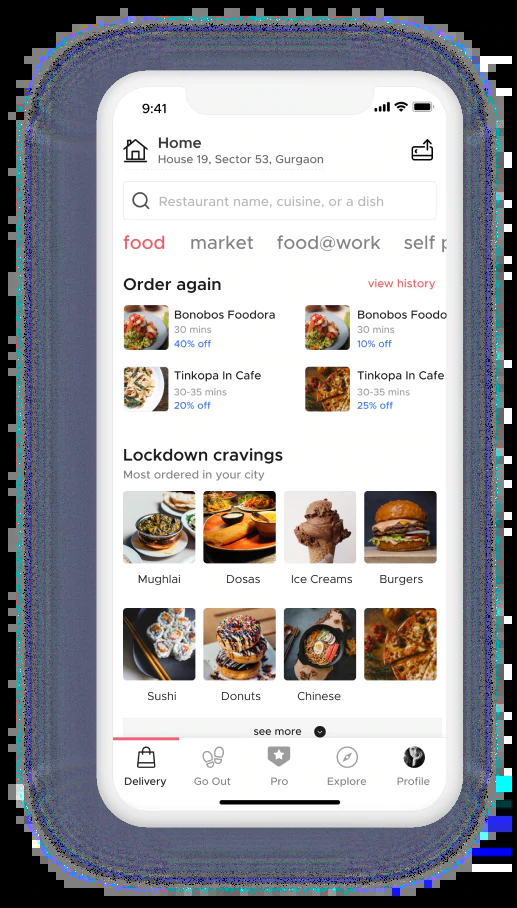 9:41
Home
House 19, Sector 53, Gurgaon
Restaurant name, cuisine, or a dish
food market food@work self p
Order again view history
Bonobos Foodora
30 mins
40% off
Bonobos Foodo
30 mins
10% off
Tinkopa In Cafe
30-35 mins
20% off
Tinkopa In Cafe
30-35 mins
25% off
Lockdown cravings
Most ordered in your city
Mughlai Dosas Ice Creams Burgers
Sushi Donuts Chinese
see more
Delivery Go Out Pro Explore Profile